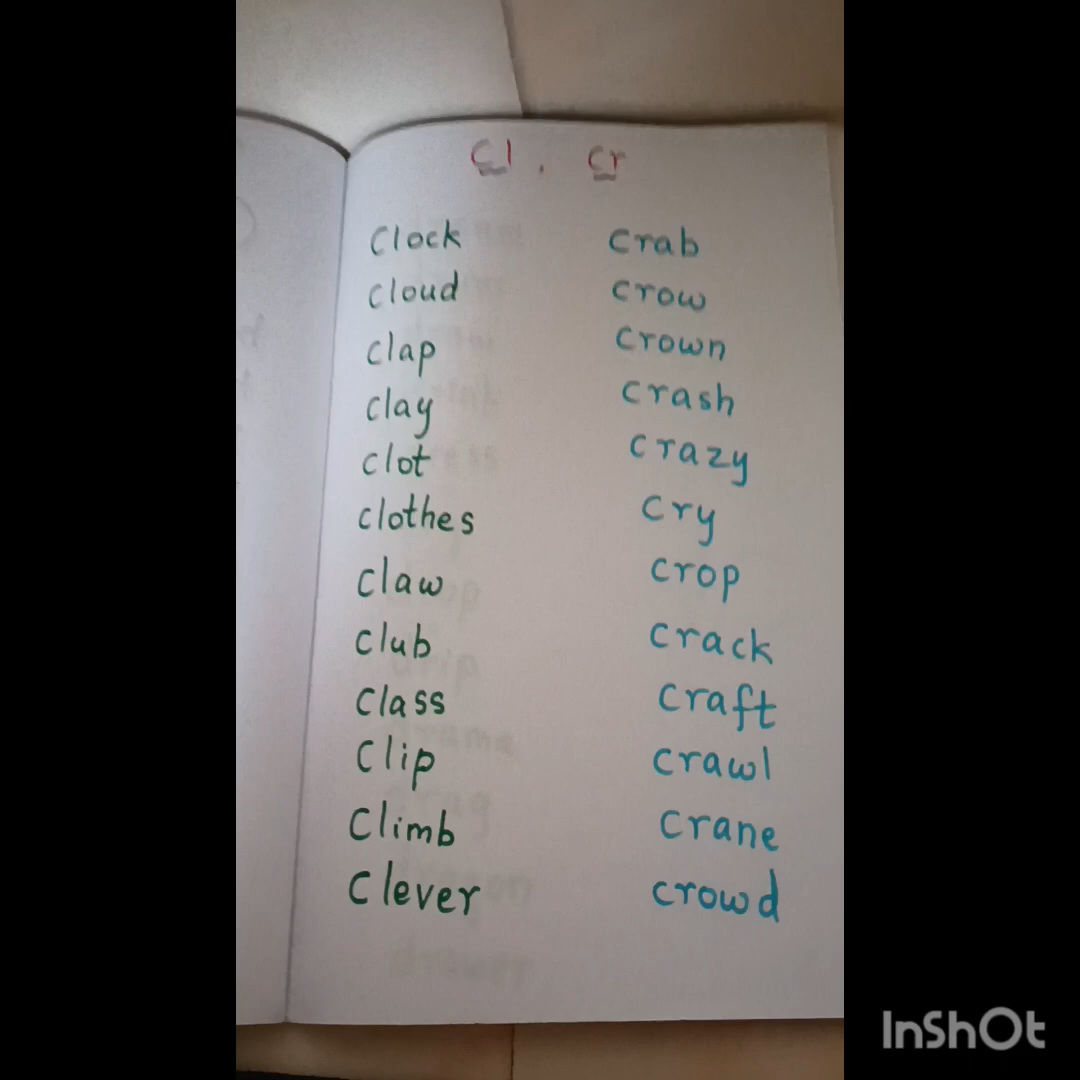 cl, cr
clock crab
cloud crow
clap crown
clay crash
clot crazy
clothes cry
claw crop
club crack
class craft
clip crawl
climb crane
clever crowd
InShOt